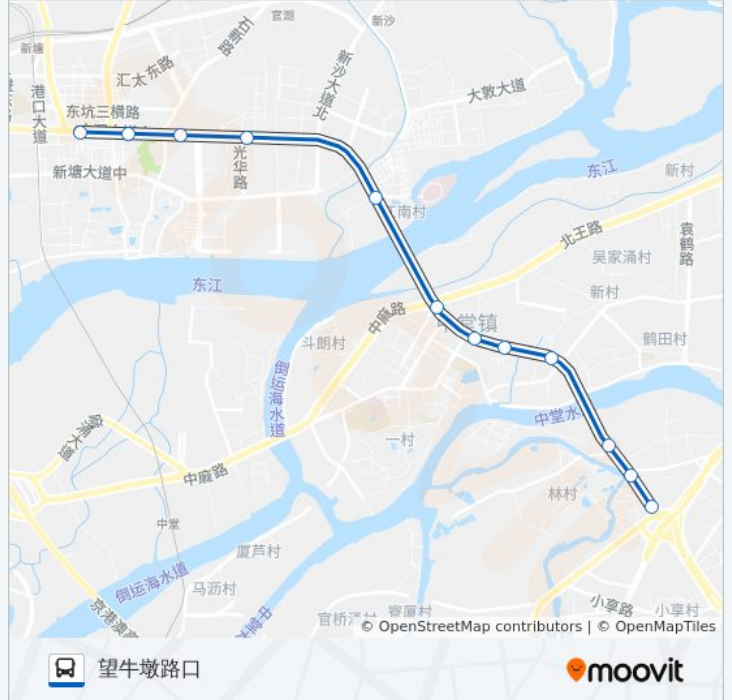 官湖
新沙
石新路
新塘
汇太东路
新沙大道北
大敦大道
港口大道
东坑三横路
光华路
新塘大道中
东江
新村
江南村
袁鹤路
北王路
吴家涌村
东江
新村
中麻路
中堂镇
斗朗村
鹤田村
倒运海水道
中堂水
一村
中麻路
林村
中堂
厦芦村
倒运海水道
马沥村
小享路
小享村
© OpenStreetMap contributors | © OpenMapTiles
望牛墩路口
moovit